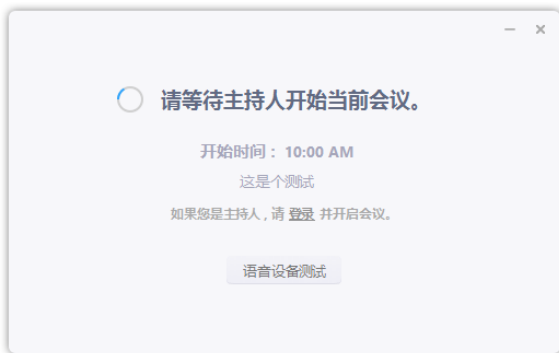 请等待主持人开始当前会议。
开始时间：10:00 AM
这是个测试
如果您是主持人，请 登录 并开启会议。
语音设备测试